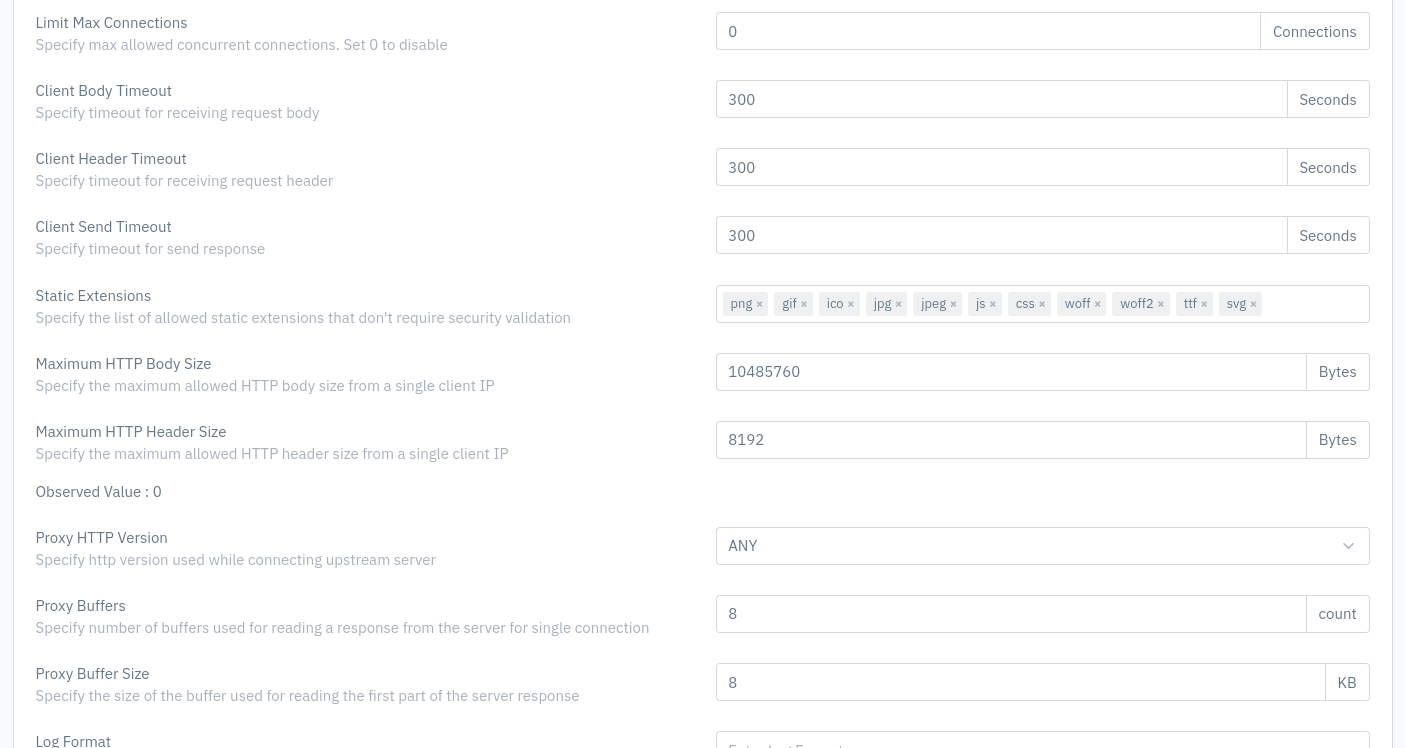 Limit Max Connections
Specify max allowed concurrent connections. Set 0 to disable
0 Connections
Client Body Timeout
Specify timeout for receiving request body
300 Seconds
Client Header Timeout
Specify timeout for receiving request header
300 Seconds
Client Send Timeout
Specify timeout for send response
300 Seconds
Static Extensions
Specify the list of allowed static extensions that don't require security validation
png × gif × ico × jpg × jpeg × js × css × woff × woff2 × ttf × svg ×
Maximum HTTP Body Size
Specify the maximum allowed HTTP body size from a single client IP
10485760 Bytes
Maximum HTTP Header Size
Specify the maximum allowed HTTP header size from a single client IP
8192 Bytes
Observed Value : 0
Proxy HTTP Version
Specify http version used while connecting upstream server
ANY
Proxy Buffers
Specify number of buffers used for reading a response from the server for single connection
8 count
Proxy Buffer Size
Specify the size of the buffer used for reading the first part of the server response
8 KB
Log Format